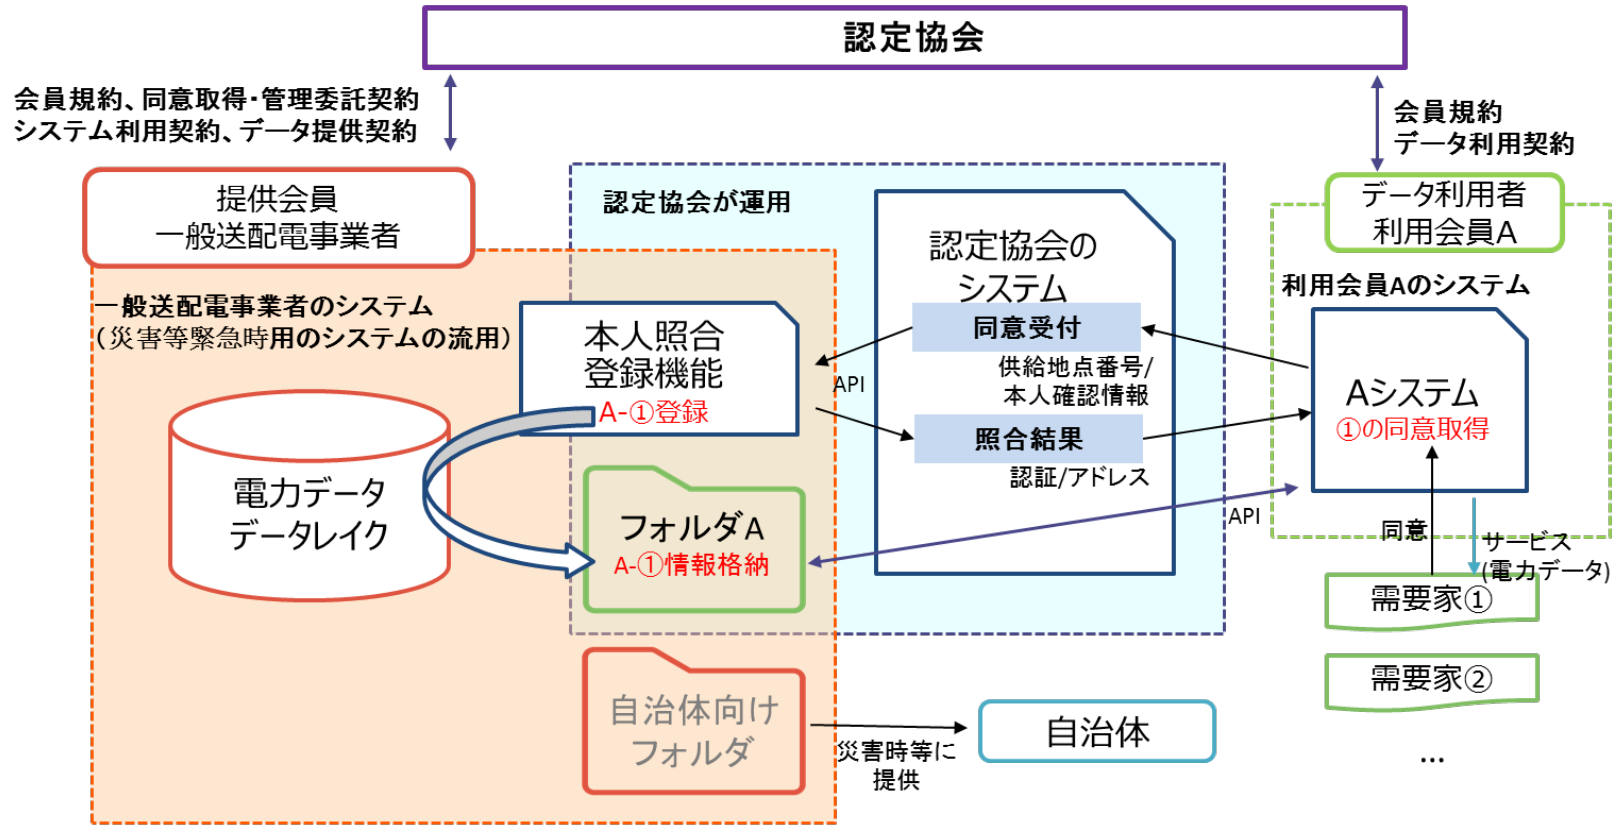 認定協会
会員規約、同意取得・管理委託契約
システム利用契約、データ提供契約
会員規約
データ利用契約
提供会員
一般送配電事業者
認定協会が運用
データ利用者
利用会員A
一般送配電事業者のシステム
（災害等緊急時用のシステムの流用）
本人照合
登録機能
A-①登録
認定協会の
システム
同意受付
供給地点番号/
本人確認情報
API
照合結果
認証/アドレス
利用会員Aのシステム
Aシステム
①の同意取得
電力データ
データレイク
フォルダA
A-①情報格納
API
同意
サービス
(電力データ)
需要家①
需要家②
...
自治体向け
フォルダ
災害時等に
提供
自治体